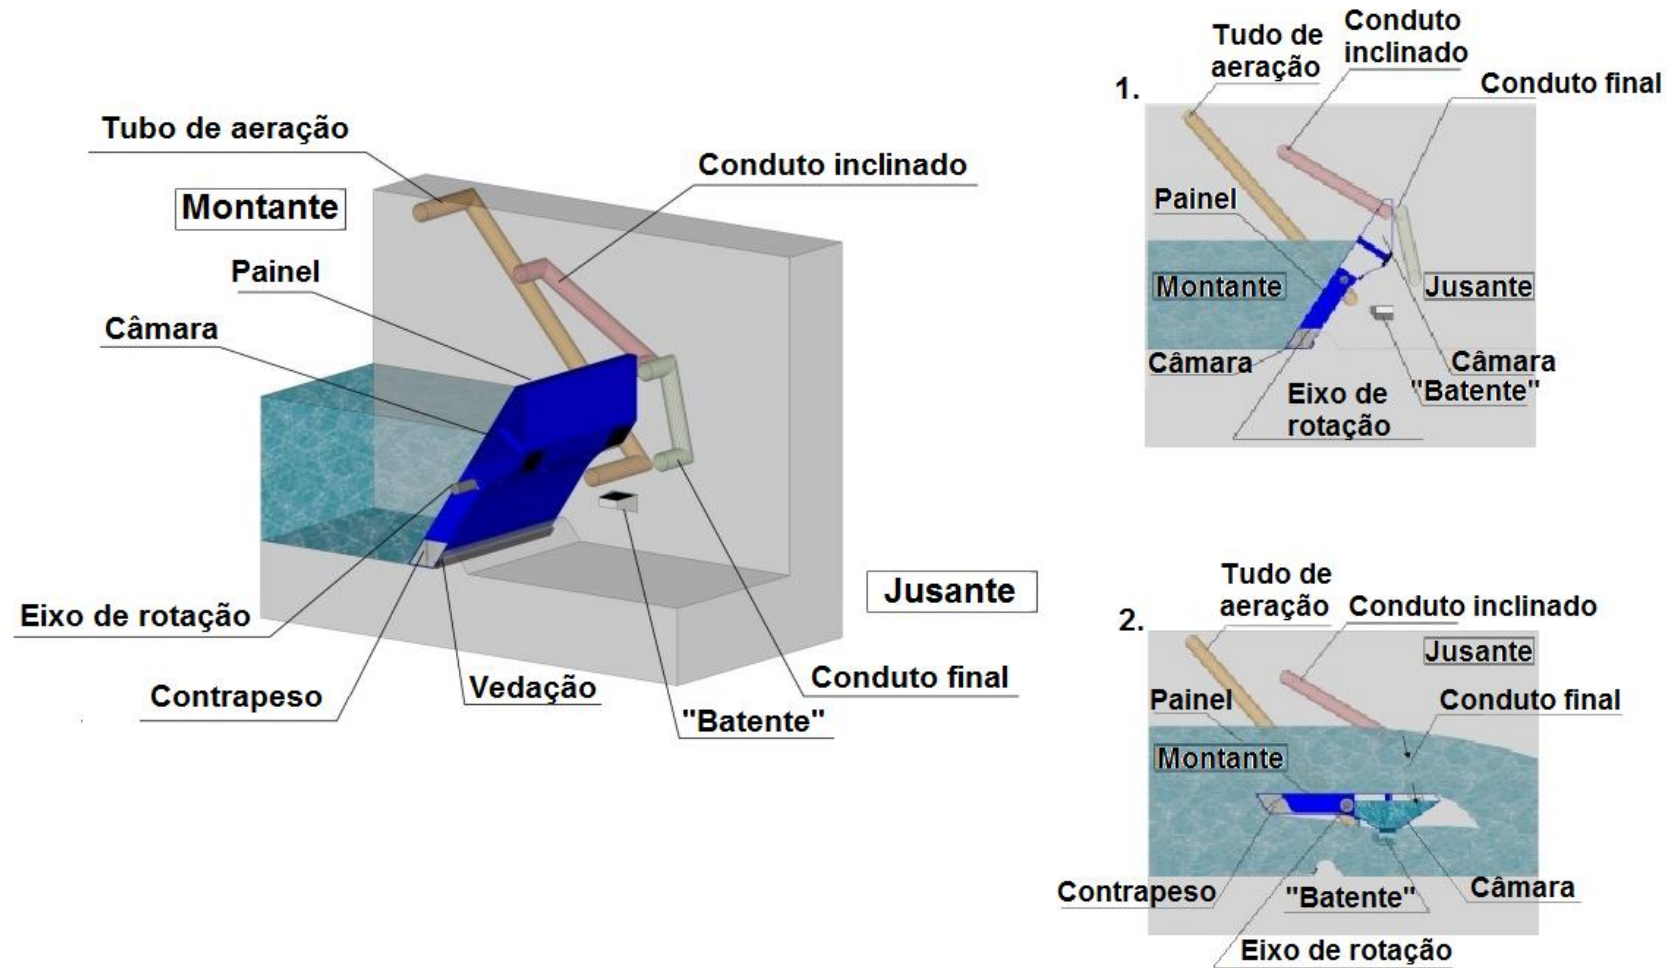 Tubo de aeração
Conduto inclinado
Montante
Painel
Câmara
Jusante
Eixo de rotação
Contrapeso
Vedação
Conduto final
"Batente"
1.
Tudo de
aeração
Conduto
inclinado
Conduto final
Painel
Montante
Jusante
Câmara
Câmara
"Batente"
Eixo de
rotação
2.
Tudo de
aeração
Conduto inclinado
Jusante
Painel
Conduto final
Montante
Contrapeso
"Batente"
Câmara
Eixo de rotação